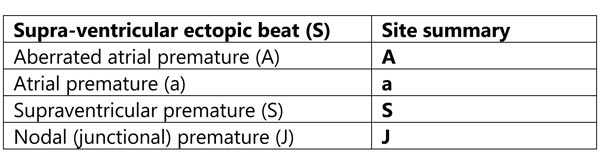 Supra-ventricular ectopic beat (S) Site summary
Aberrated atrial premature (A) A
Atrial premature (a) a
Supraventricular premature (S) S
Nodal (junctional) premature (J) J